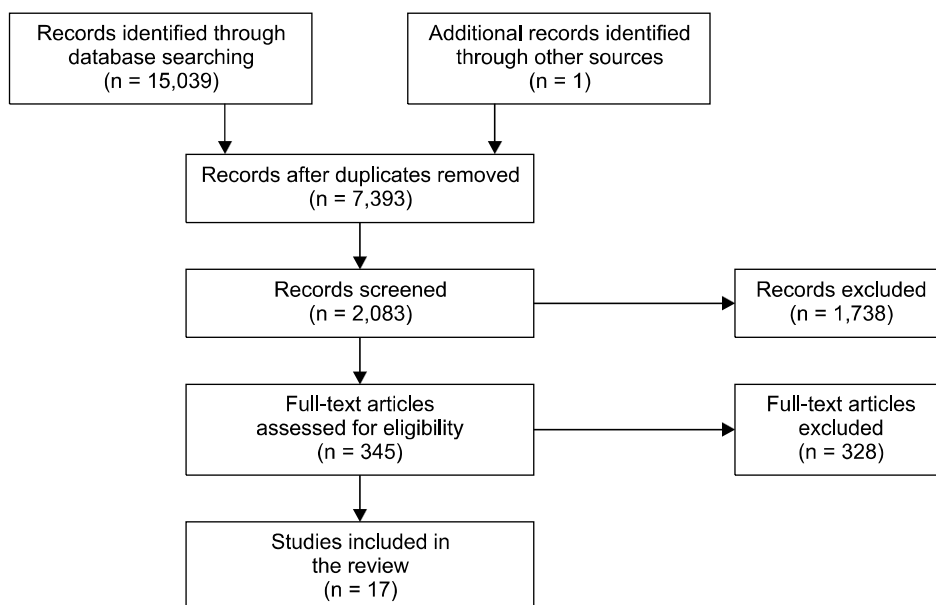 Records identified through
database searching
(n = 15,039)
Additional records identified
through other sources
(n = 1)
Records after duplicates removed
(n = 7,393)
Records screened
(n = 2,083)
Records excluded
(n = 1,738)
Full-text articles
assessed for eligibility
(n = 345)
Full-text articles
excluded
(n = 328)
Studies included in
the review
(n = 17)